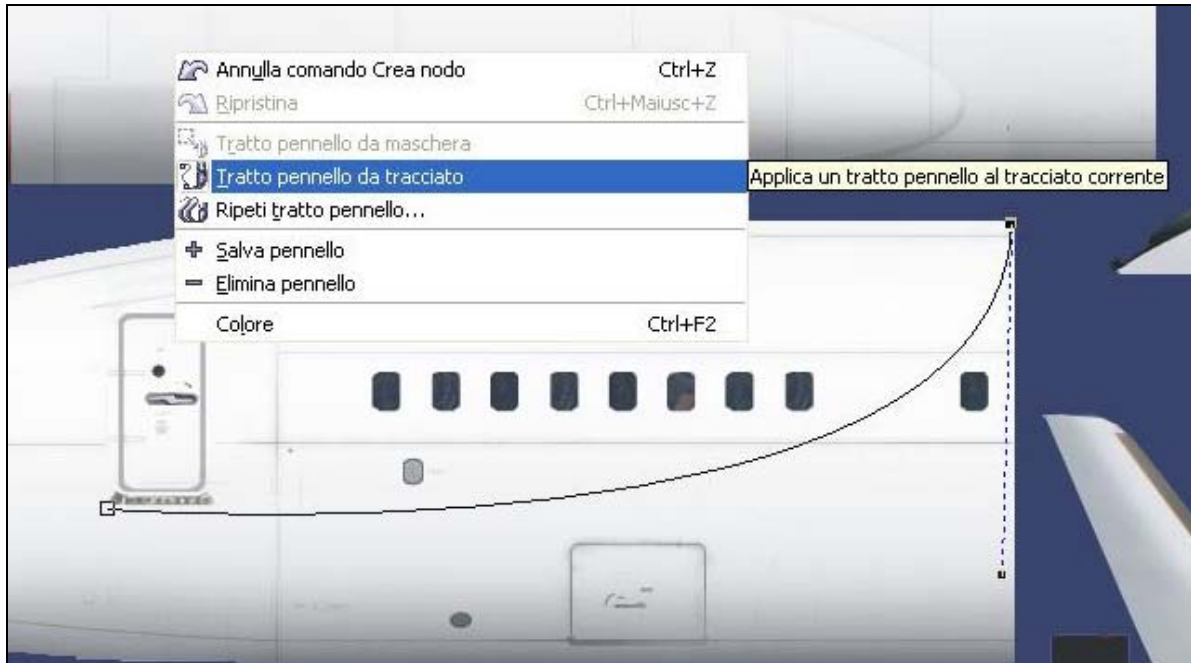 Annulla comando Crea nodo Ctrl+Z
Ripristina Ctrl+Maiusc+Z
Tratto pennello da maschera
Tratto pennello da tracciato
Applica un tratto pennello al tracciato corrente
Ripeti tratto pennello...
Salva pennello
Elimina pennello
Colore Ctrl+F2